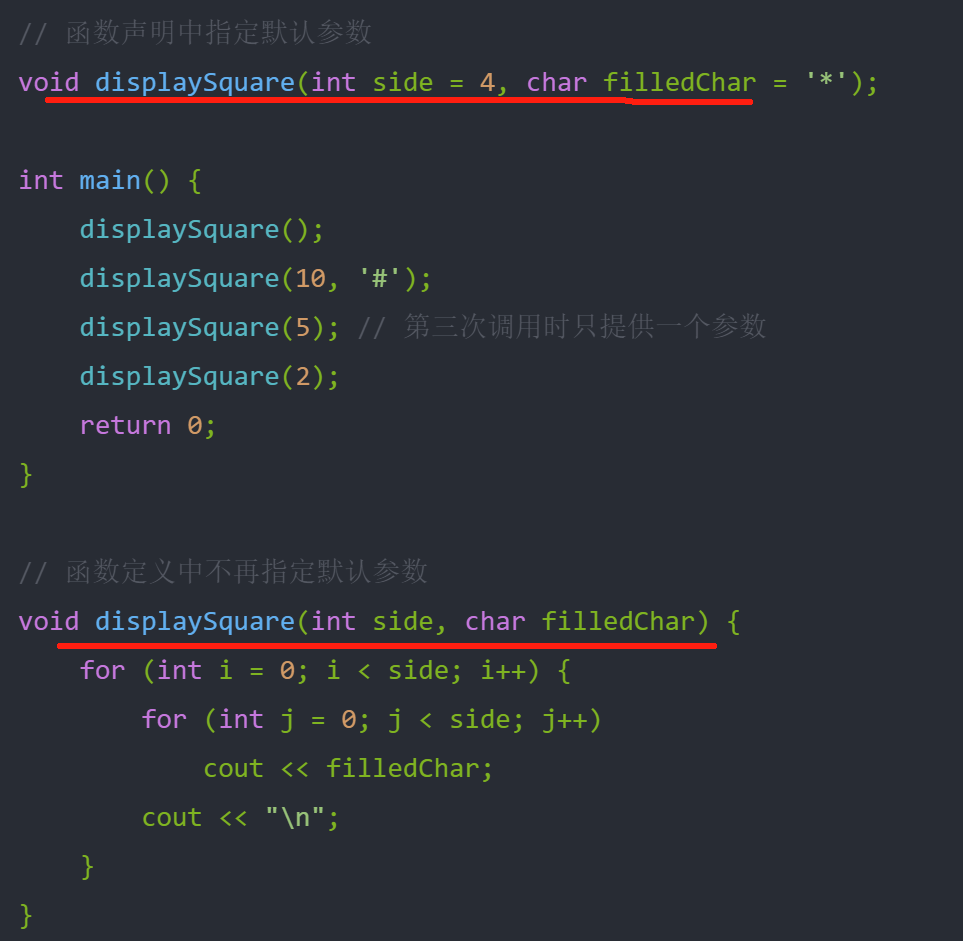 // 函数声明中指定默认参数
void displaySquare(int side = 4, char filledChar = '*');
int main() {
    displaySquare();
    displaySquare(10, '#');
    displaySquare(5); // 第三次调用时只提供一个参数
    displaySquare(2);
    return 0;
}
// 函数定义中不再指定默认参数
void displaySquare(int side, char filledChar) {
    for (int i = 0; i < side; i++) {
        for (int j = 0; j < side; j++)
            cout << filledChar;
        cout << "\n";
    }
}